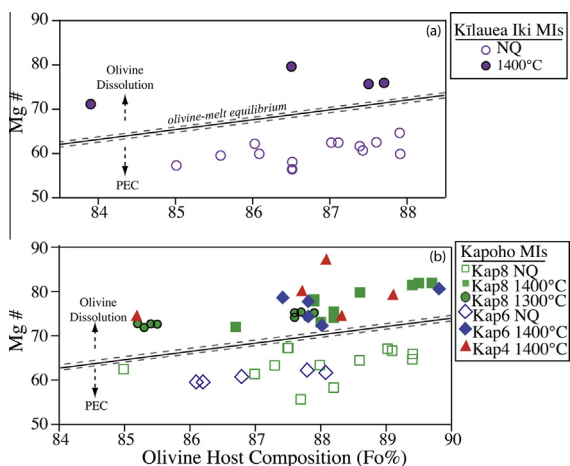 (a)
Kīlauea Iki MIs
NQ
1400°C
Mg #
90
80
70
60
50
Olivine
Dissolution
olivine-melt equilibrium
PEC
84
85
86
87
88
(b)
Kapoho MIs
Kap8 NQ
Kap8 1400°C
Kap8 1300°C
Kap6 NQ
Kap6 1400°C
Kap4 1400°C
Mg #
90
80
70
60
50
Olivine
Dissolution
PEC
84
85
86
87
88
89
90
Olivine Host Composition (Fo%)